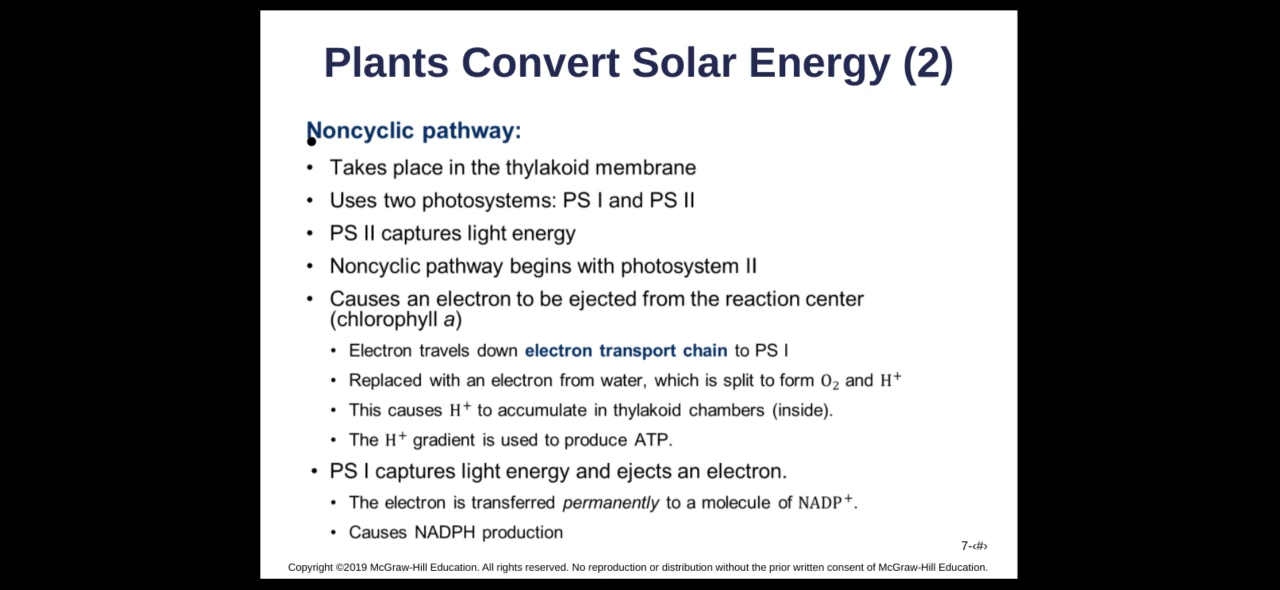 Plants Convert Solar Energy (2)
Noncyclic pathway:
• Takes place in the thylakoid membrane
• Uses two photosystems: PS I and PS II
• PS II captures light energy
• Noncyclic pathway begins with photosystem II
• Causes an electron to be ejected from the reaction center
(chlorophyll a)
• Electron travels down electron transport chain to PS I
• Replaced with an electron from water, which is split to form O₂ and H⁺
• This causes H⁺ to accumulate in thylakoid chambers (inside).
• The H⁺ gradient is used to produce ATP.
• PS I captures light energy and ejects an electron.
• The electron is transferred permanently to a molecule of NADP⁺.
• Causes NADPH production
7-‹#›
Copyright ©2019 McGraw-Hill Education. All rights reserved. No reproduction or distribution without the prior written consent of McGraw-Hill Education.